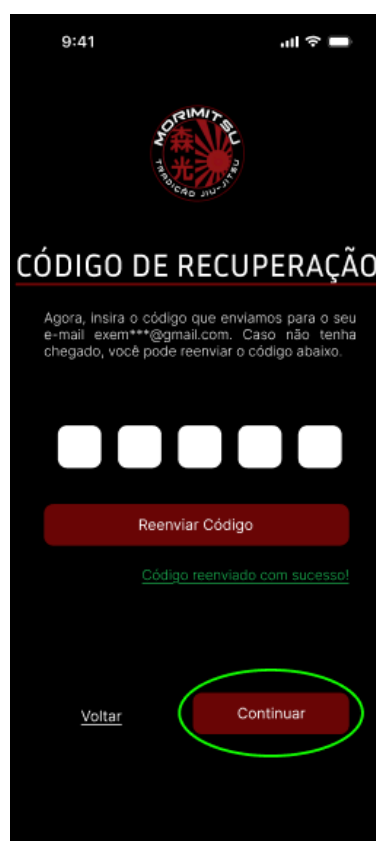 9:41
MORIMITSU
森光
TRADIÇÃO JIU-JITSU
CÓDIGO DE RECUPERAÇÃO
Agora, insira o código que enviamos para o seu
e-mail exem***@gmail.com. Caso não tenha
chegado, você pode reenviar o código abaixo.
Reenviar Código
Código reenviado com sucesso!
Voltar
Continuar